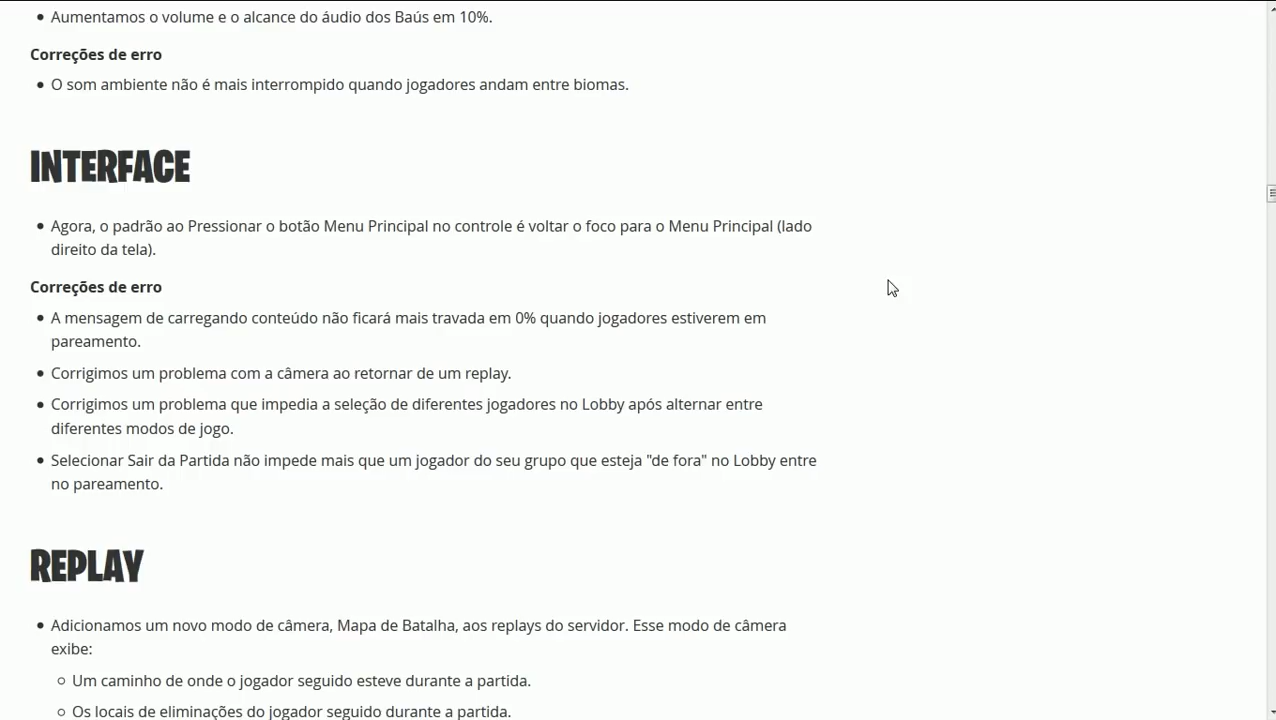 Aumentamos o volume e o alcance do áudio dos Baús em 10%.
Correções de erro
O som ambiente não é mais interrompido quando jogadores andam entre biomas.
INTERFACE
Agora, o padrão ao Pressionar o botão Menu Principal no controle é voltar o foco para o Menu Principal (lado
direito da tela).
Correções de erro
A mensagem de carregando conteúdo não ficará mais travada em 0% quando jogadores estiverem em
pareamento.
Corrigimos um problema com a câmera ao retornar de um replay.
Corrigimos um problema que impedia a seleção de diferentes jogadores no Lobby após alternar entre
diferentes modos de jogo.
Selecionar Sair da Partida não impede mais que um jogador do seu grupo que esteja "de fora" no Lobby entre
no pareamento.
REPLAY
Adicionamos um novo modo de câmera, Mapa de Batalha, aos replays do servidor. Esse modo de câmera
exibe:
Um caminho de onde o jogador seguido esteve durante a partida.
Os locais de eliminações do jogador seguido durante a partida.